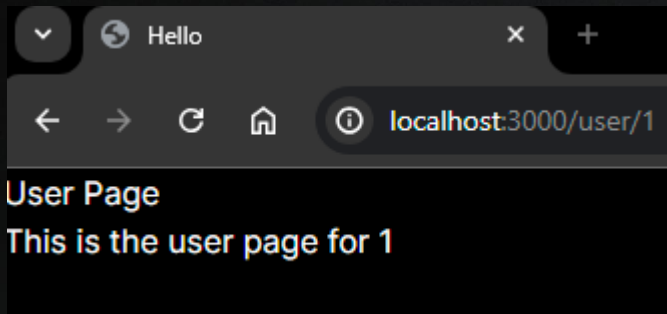 Hello
localhost:3000/user/1
User Page
This is the user page for 1